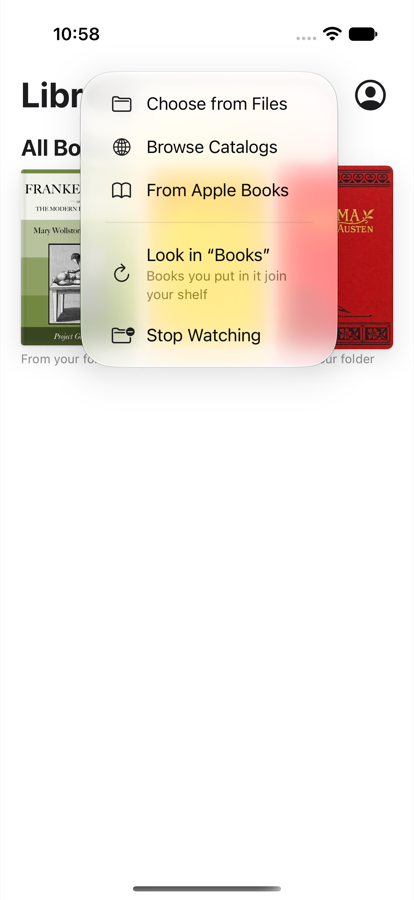 10:58
Libr
Choose from Files
All Bo
Browse Catalogs
From Apple Books
FRANKE
THE MODERN
Mary Wollston
Project G
MA
AUSTEN
Look in “Books”
Books you put in it join
your shelf
Stop Watching
From your fo
ur folder